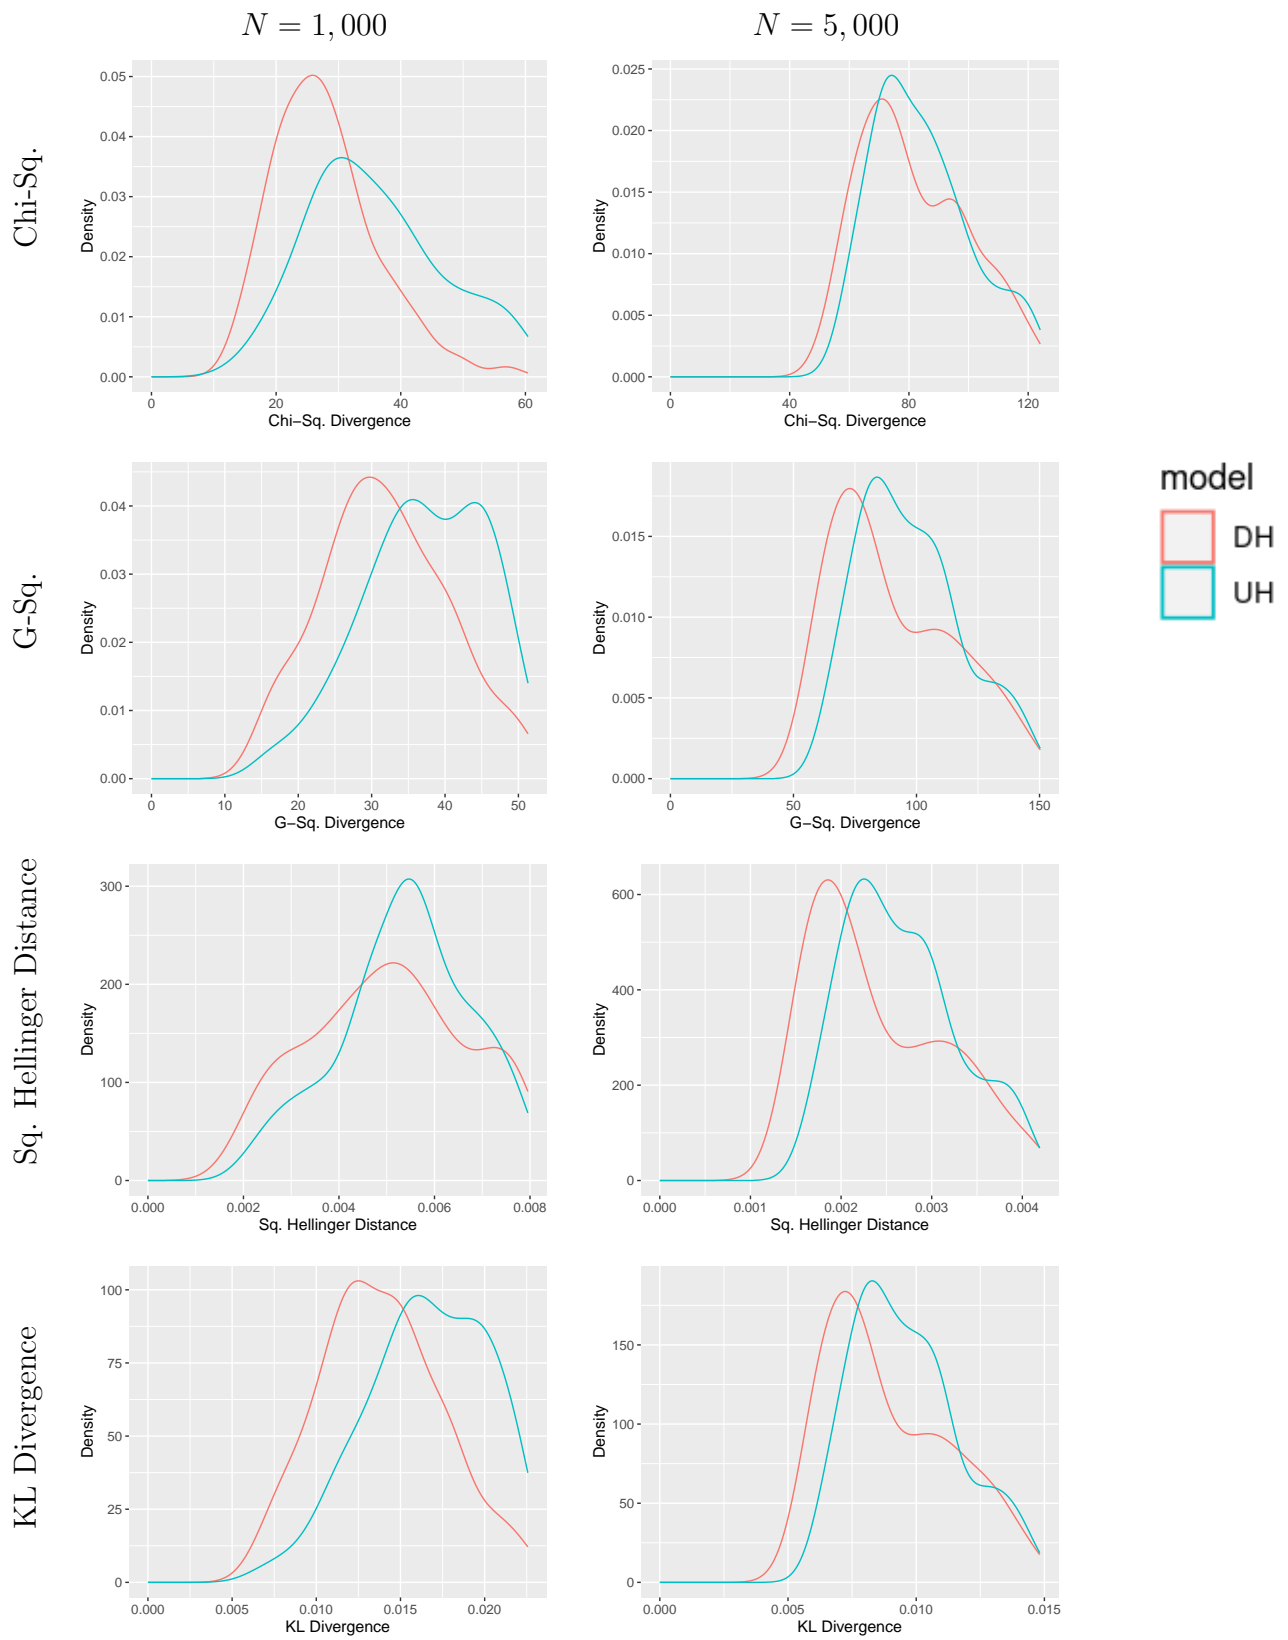 N = 1,000
N = 5,000
Chi-Sq.
Density
0.05
0.04
0.03
0.02
0.01
0.00
0 20 40 60
Chi−Sq. Divergence
Density
0.025
0.020
0.015
0.010
0.005
0.000
0 40 80 120
Chi−Sq. Divergence
G-Sq.
Density
0.04
0.03
0.02
0.01
0.00
0 10 20 30 40 50
G−Sq. Divergence
Density
0.015
0.010
0.005
0.000
0 50 100 150
G−Sq. Divergence
model
DH
UH
Sq. Hellinger Distance
Density
300
200
100
0
0.000 0.002 0.004 0.006 0.008
Sq. Hellinger Distance
Density
600
400
200
0
0.000 0.001 0.002 0.003 0.004
Sq. Hellinger Distance
KL Divergence
Density
100
75
50
25
0
0.000 0.005 0.010 0.015 0.020
KL Divergence
Density
150
100
50
0
0.000 0.005 0.010 0.015
KL Divergence